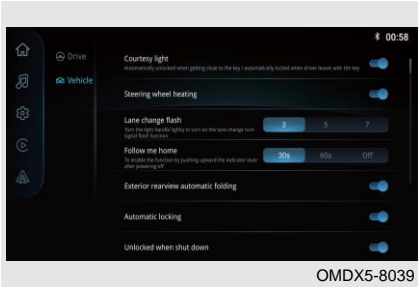 00:58
Drive
Vehicle
Courtesy light
Automatically unlocked when getting close to the key / automatically locked when driver leaves with the key
Steering wheel heating
Lane change flash
Turn the light handle lightly to turn on the lane change turn
signal flash function
3 5 7
Follow me home
To enable the function by pushing upward the indicator lever
after powering off
30s 60s Off
Exterior rearview automatic folding
Automatic locking
Unlocked when shut down
OMDX5-8039